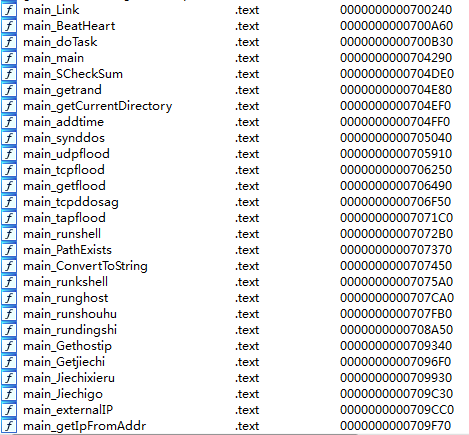 main_Link .text 0000000000700240
main_BeatHeart .text 0000000000700A60
main_doTask .text 0000000000700B30
main_main .text 0000000000704290
main_SCheckSum .text 0000000000704DE0
main_getrand .text 0000000000704E80
main_getCurrentDirectory .text 0000000000704EF0
main_addtime .text 0000000000704FF0
main_synddos .text 0000000000705040
main_udpflood .text 0000000000705910
main_tcpflood .text 0000000000706250
main_getflood .text 0000000000706490
main_tcpddosag .text 0000000000706F50
main_tapflood .text 00000000007071C0
main_runshell .text 00000000007072B0
main_PathExists .text 0000000000707370
main_ConvertToString .text 0000000000707450
main_runkshell .text 00000000007075A0
main_runghost .text 0000000000707CA0
main_runshouhu .text 0000000000707FB0
main_rundingshi .text 0000000000708A50
main_Gethostip .text 0000000000709340
main_Getjiechi .text 00000000007096F0
main_Jiechixieru .text 0000000000709930
main_Jiechigo .text 0000000000709C30
main_externalIP .text 0000000000709CC0
main_getIpFromAddr .text 0000000000709F70